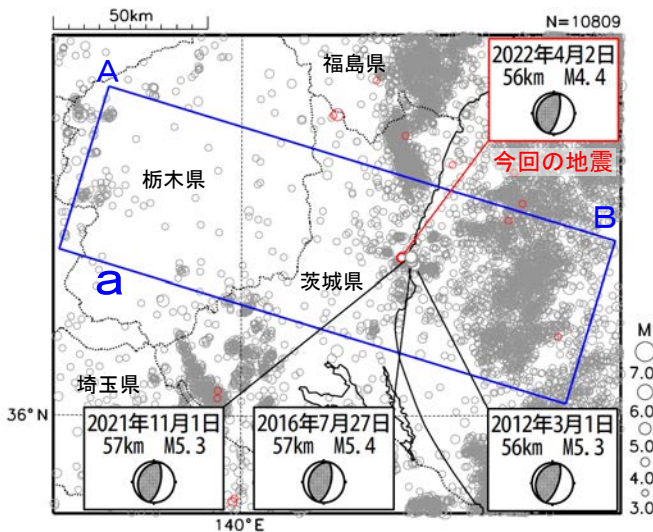 50km
N=10809
A
福島県
2022年4月2日
56km M4.4
今回の地震
栃木県
B
a
茨城県
M
7.0
6.0
5.0
4.0
3.0
埼玉県
36°N
2021年11月1日
57km M5.3
2016年7月27日
57km M5.4
2012年3月1日
56km M5.3
140°E